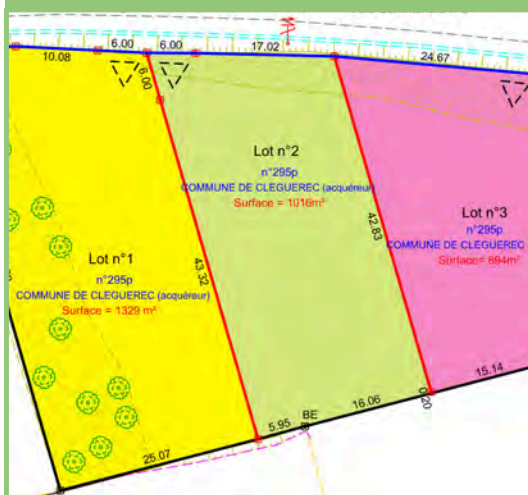 10.08
6.00
6.00
17.02
24.67
6.00
Lot n°2
n°295p
COMMUNE DE CLEGUEREC (acquéreur)
Surface = 1016m²
42.83
Lot n°3
n°295p
COMMUNE DE CLEGUEREC
Surface= 694m²
Lot n°1
n°295p
COMMUNE DE CLEGUEREC (acquéreur)
Surface = 1329 m²
43.32
15.14
0.20
16.06
BE
5.95
25.07